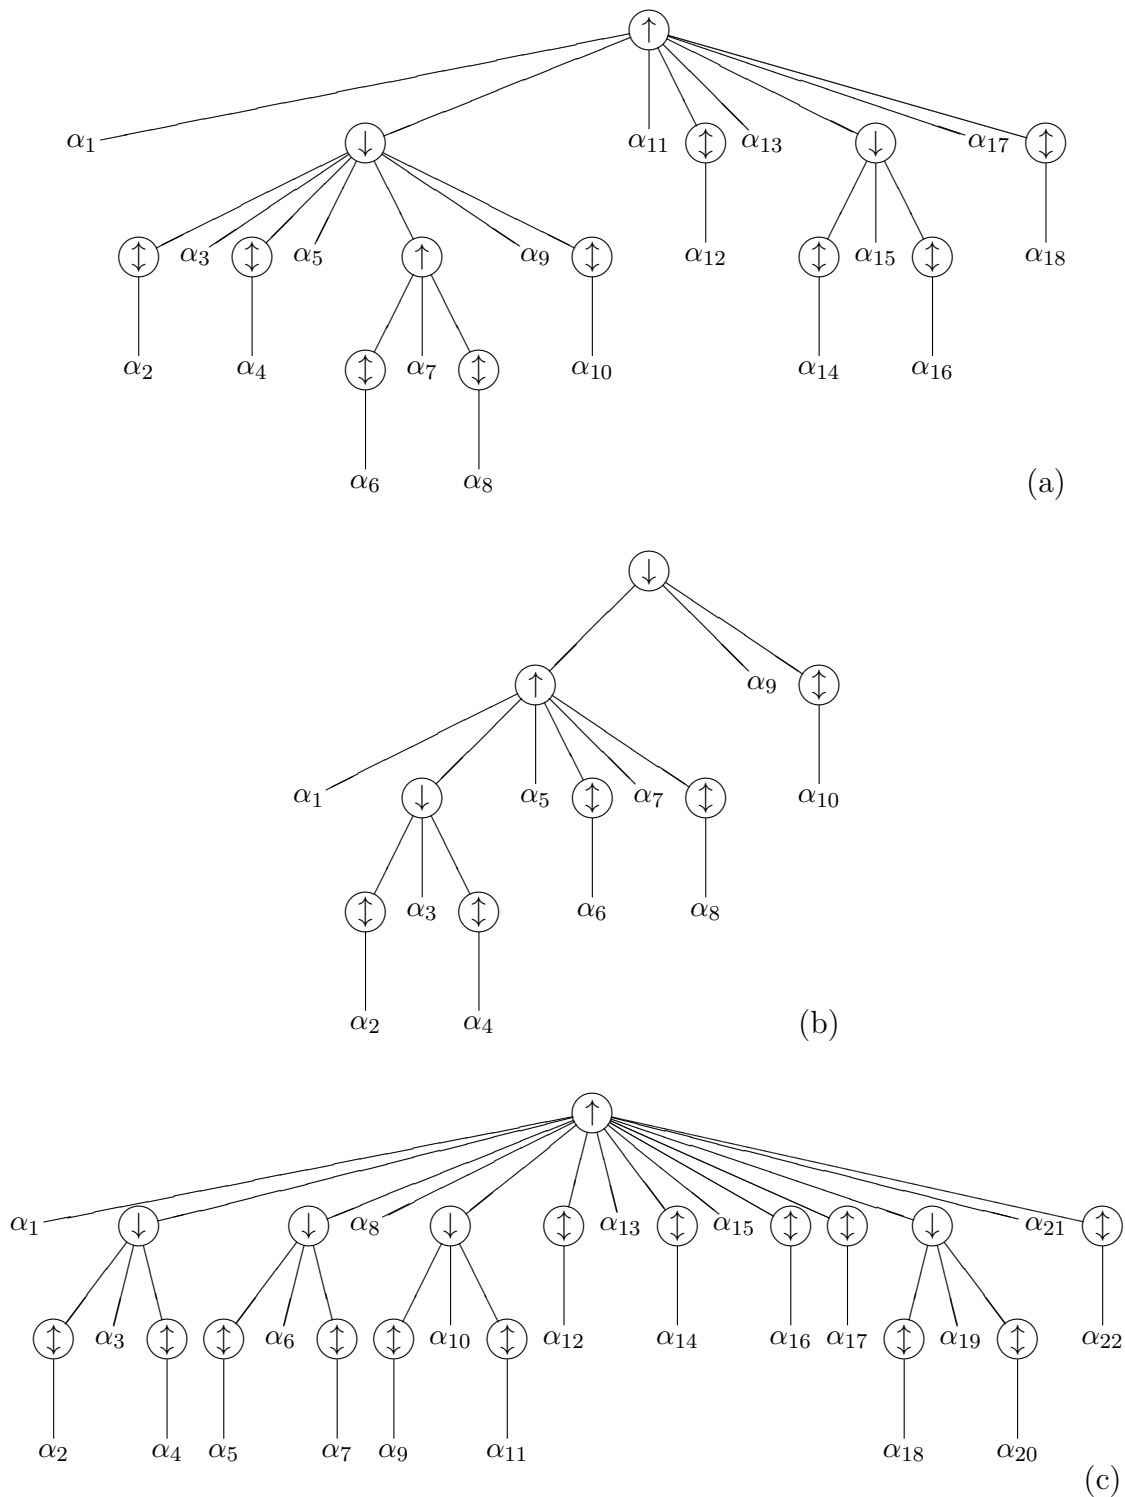 ↑
α₁ ↓ α₁₁ ↕ α₁₃ ↓ α₁₇ ↕
↕ α₃ ↕ α₅ ↑ α₉ ↕ α₁₂ ↕ α₁₅ ↕ α₁₈
α₂ α₄ ↕ α₇ ↕ α₁₀ α₁₄ α₁₆
α₆ α₈ (a)
↓
↑ α₉ ↕
α₁ ↓ α₅ ↕ α₇ ↕ α₁₀
↕ α₃ ↕ α₆ α₈
α₂ α₄ (b)
↑
α₁ ↓ ↓ α₈ ↓ ↕ α₁₃ ↕ α₁₅ ↕ ↕ ↓ α₂₁ ↕
↕ α₃ ↕ ↕ α₆ ↕ ↕ α₁₀ ↕ α₁₂ α₁₄ α₁₆ α₁₇ ↕ α₁₉ ↕ α₂₂
α₂ α₄ α₅ α₇ α₉ α₁₁ α₁₈ α₂₀
(c)